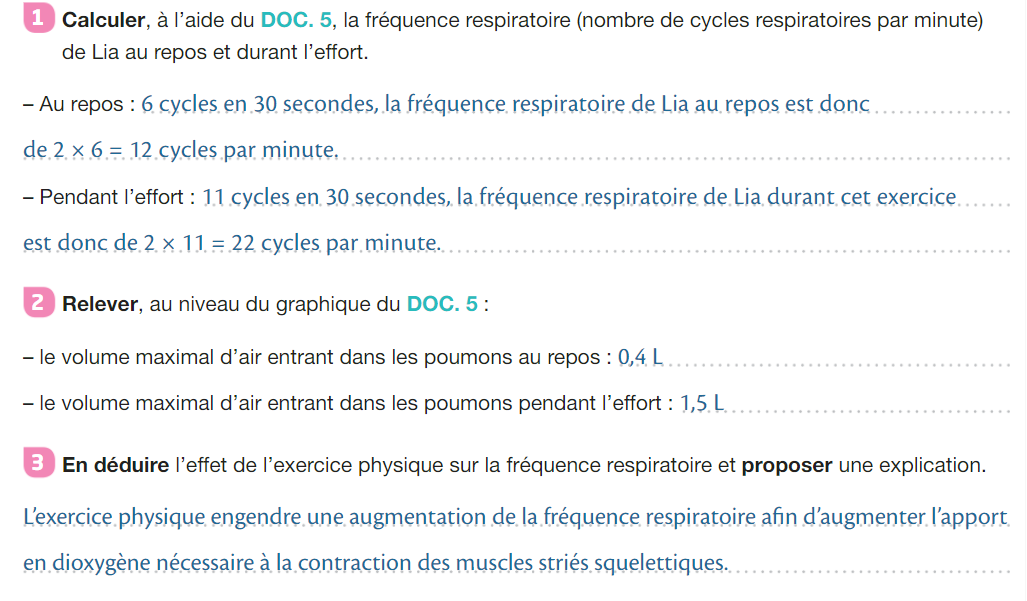 1 Calculer, à l'aide du DOC. 5, la fréquence respiratoire (nombre de cycles respiratoires par minute)
de Lia au repos et durant l'effort.
– Au repos : 6 cycles en 30 secondes, la fréquence respiratoire de Lia au repos est donc
de 2 × 6 = 12 cycles par minute.
– Pendant l'effort : 11 cycles en 30 secondes, la fréquence respiratoire de Lia durant cet exercice
est donc de 2 × 11 = 22 cycles par minute.
2 Relever, au niveau du graphique du DOC. 5 :
– le volume maximal d'air entrant dans les poumons au repos : 0,4 L
– le volume maximal d'air entrant dans les poumons pendant l'effort : 1,5 L
3 En déduire l'effet de l'exercice physique sur la fréquence respiratoire et proposer une explication.
L'exercice physique engendre une augmentation de la fréquence respiratoire afin d'augmenter l'apport
en dioxygène nécessaire à la contraction des muscles striés squelettiques.